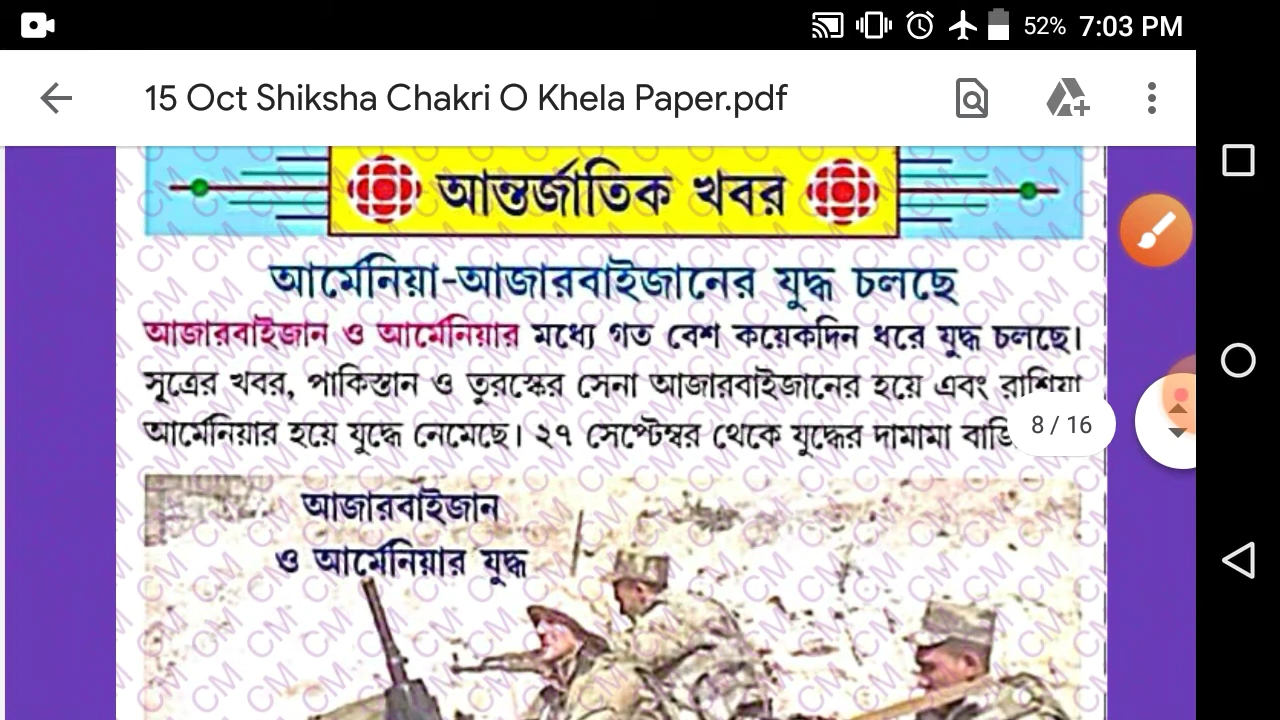 52% 7:03 PM
15 Oct Shiksha Chakri O Khela Paper.pdf
আন্তর্জাতিক খবর
আর্মেনিয়া-আজারবাইজানের যুদ্ধ চলছে
আজারবাইজান ও আর্মেনিয়ার মধ্যে গত বেশ কয়েকদিন ধরে যুদ্ধ চলছে।
সূত্রের খবর, পাকিস্তান ও তুরস্কের সেনা আজারবাইজানের হয়ে এবং রাশিয়া
আর্মেনিয়ার হয়ে যুদ্ধে নেমেছে। ২৭ সেপ্টেম্বর থেকে যুদ্ধের দামামা
8 / 16
আজারবাইজান
ও আর্মেনিয়ার যুদ্ধ
CM